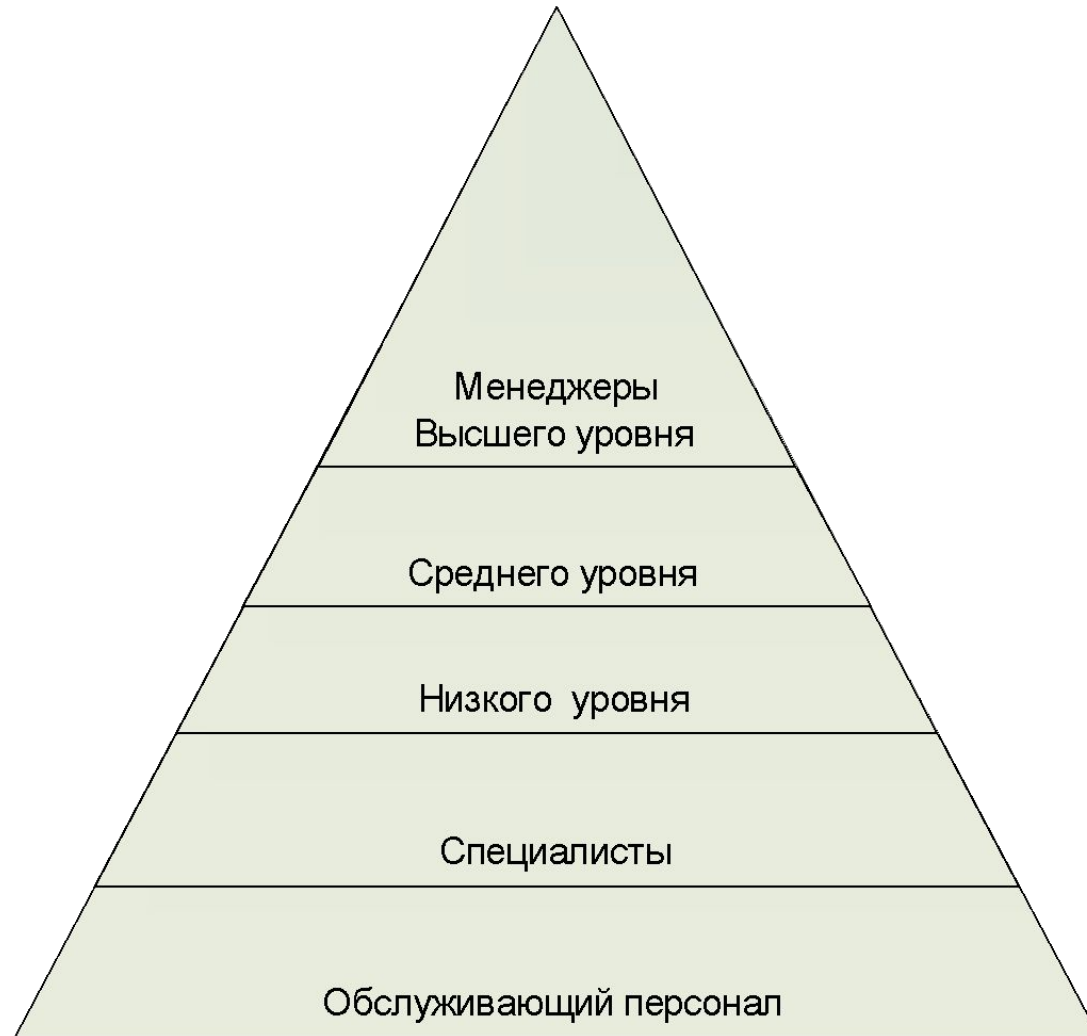 Менеджеры
Высшего уровня
Среднего уровня
Низкого уровня
Специалисты
Обслуживающий персонал